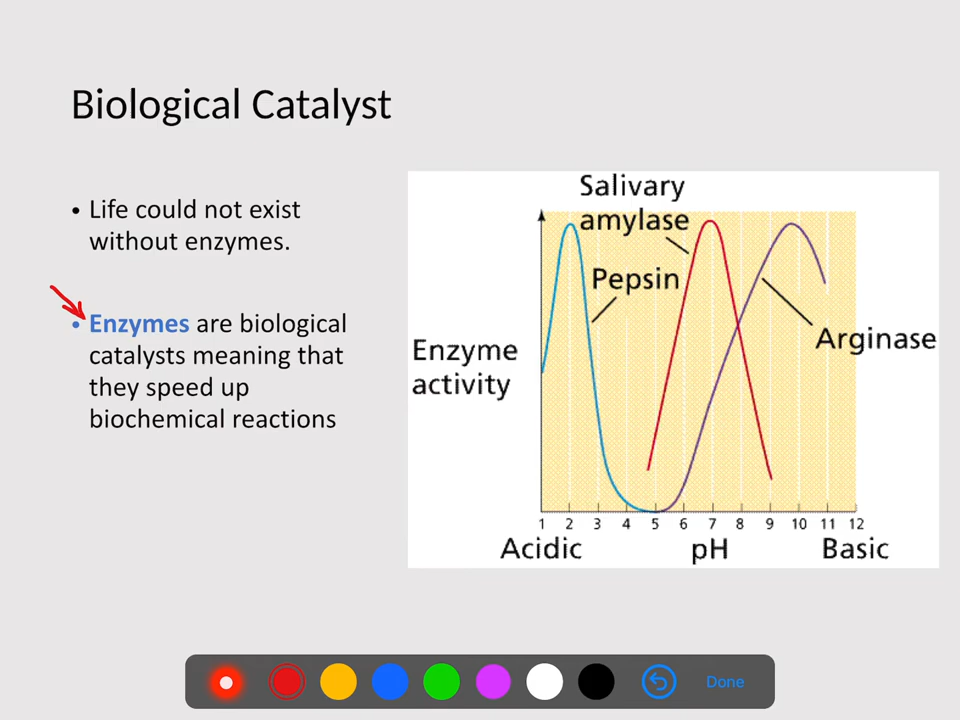 Biological Catalyst
• Life could not exist
without enzymes.
• Enzymes are biological
catalysts meaning that
they speed up
biochemical reactions
Salivary
amylase
Pepsin
Arginase
Enzyme
activity
1 2 3 4 5 6 7 8 9 10 11 12
Acidic pH Basic
Done